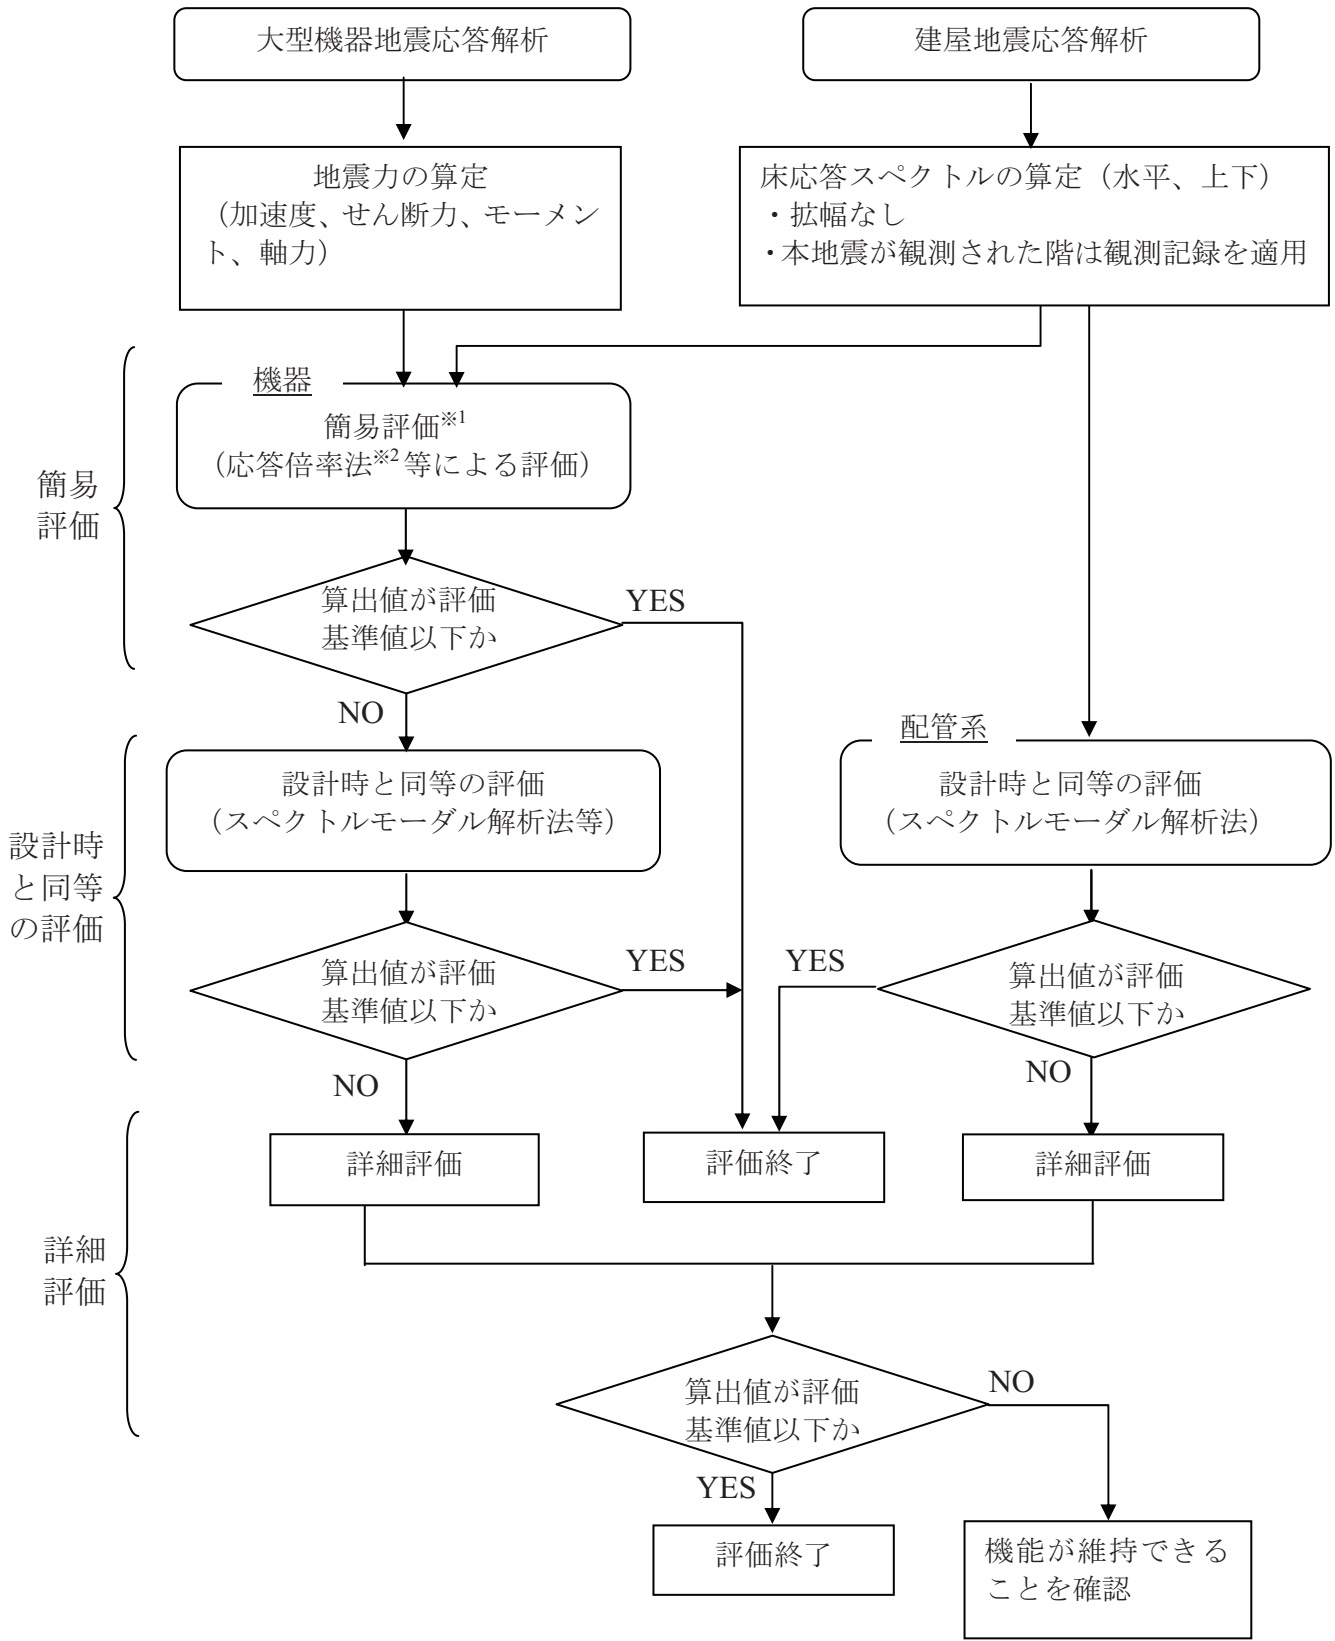 大型機器地震応答解析
建屋地震応答解析
地震力の算定
（加速度、せん断力、モーメン
ト、軸力）
床応答スペクトルの算定（水平、上下）
・拡幅なし
・本地震が観測された階は観測記録を適用
簡易
評価
機器
簡易評価※1
（応答倍率法※2等による評価）
算出値が評価
基準値以下か
YES
NO
設計時
と同等
の評価
設計時と同等の評価
（スペクトルモーダル解析法等）
配管系
設計時と同等の評価
（スペクトルモーダル解析法）
算出値が評価
基準値以下か
YES
NO
YES
算出値が評価
基準値以下か
NO
詳細
評価
詳細評価
評価終了
詳細評価
算出値が評価
基準値以下か
NO
YES
評価終了
機能が維持できる
ことを確認